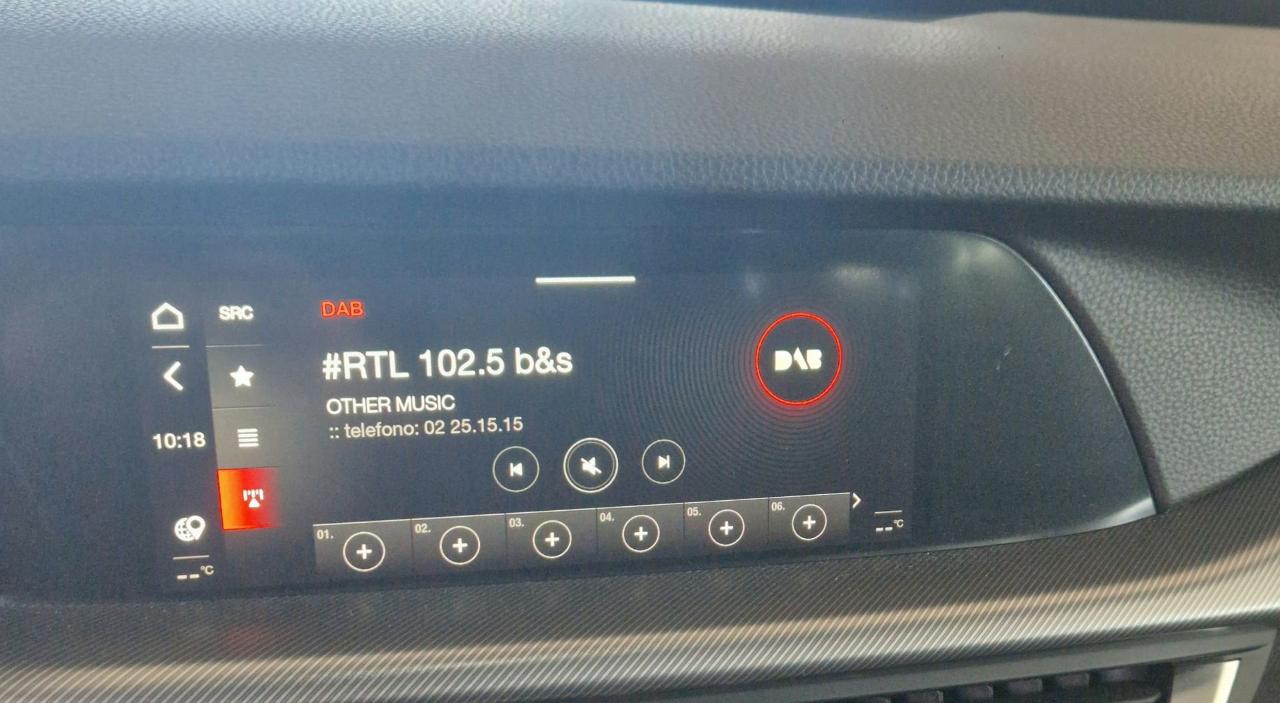 SRC
DAB
#RTL 102.5 b&s
OTHER MUSIC
:: telefono: 02 25.15.15
DAB
10:18
01.
02.
03.
04.
05.
06.
--°C
--°C